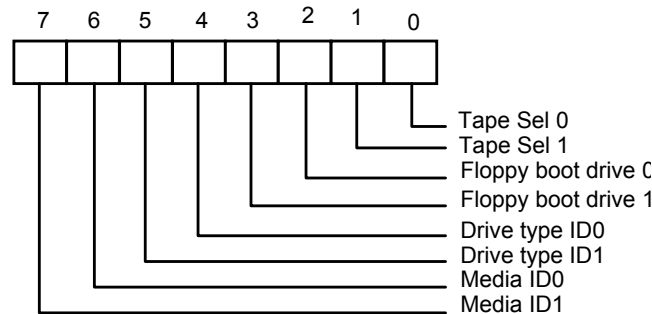 7 6 5 4 3 2 1 0
Tape Sel 0
Tape Sel 1
Floppy boot drive 0
Floppy boot drive 1
Drive type ID0
Drive type ID1
Media ID0
Media ID1